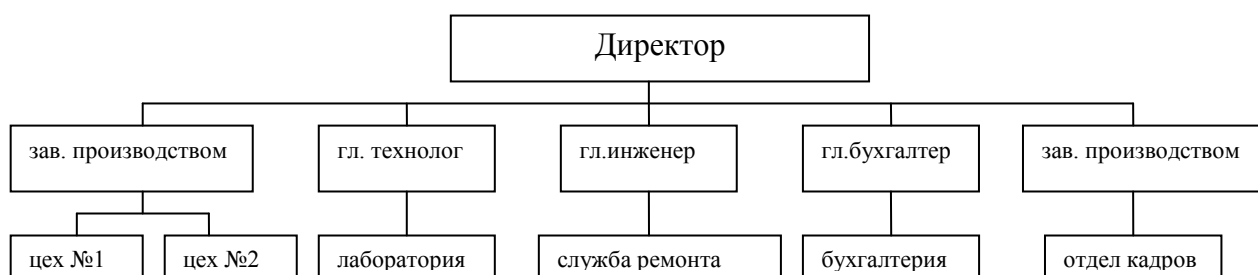 Директор
зав. производством
гл. технолог
гл.инженер
гл.бухгалтер
зав. производством
цех №1
цех №2
лаборатория
служба ремонта
бухгалтерия
отдел кадров